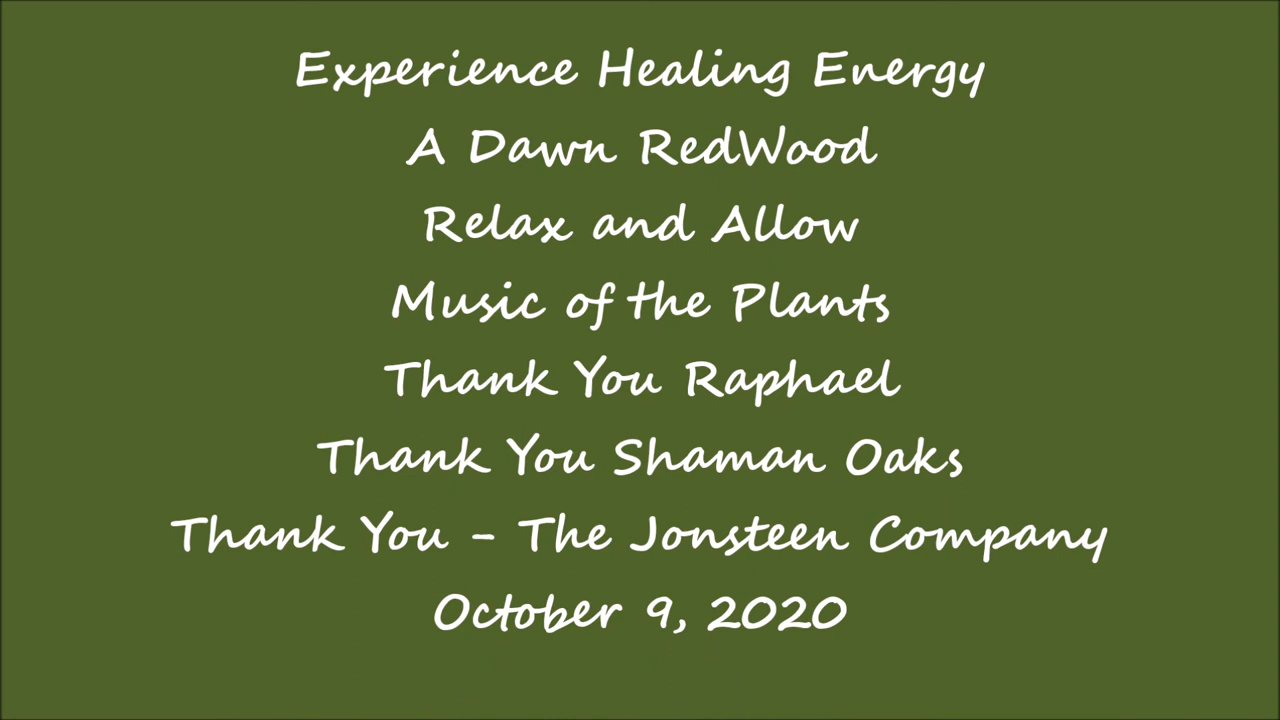 Experience Healing Energy
A Dawn RedWood
Relax and Allow
Music of the Plants
Thank You Raphael
Thank You Shaman Oaks
Thank You - The Jonsteen Company
October 9, 2020